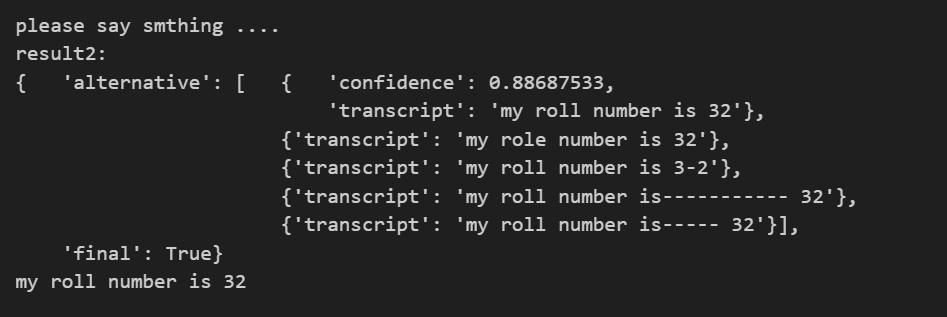 please say smthing ....
result2:
{   'alternative': [   {   'confidence': 0.88687533,
                          'transcript': 'my roll number is 32'},
                      {'transcript': 'my role number is 32'},
                      {'transcript': 'my roll number is 3-2'},
                      {'transcript': 'my roll number is----------- 32'},
                      {'transcript': 'my roll number is----- 32'}],
    'final': True}
my roll number is 32